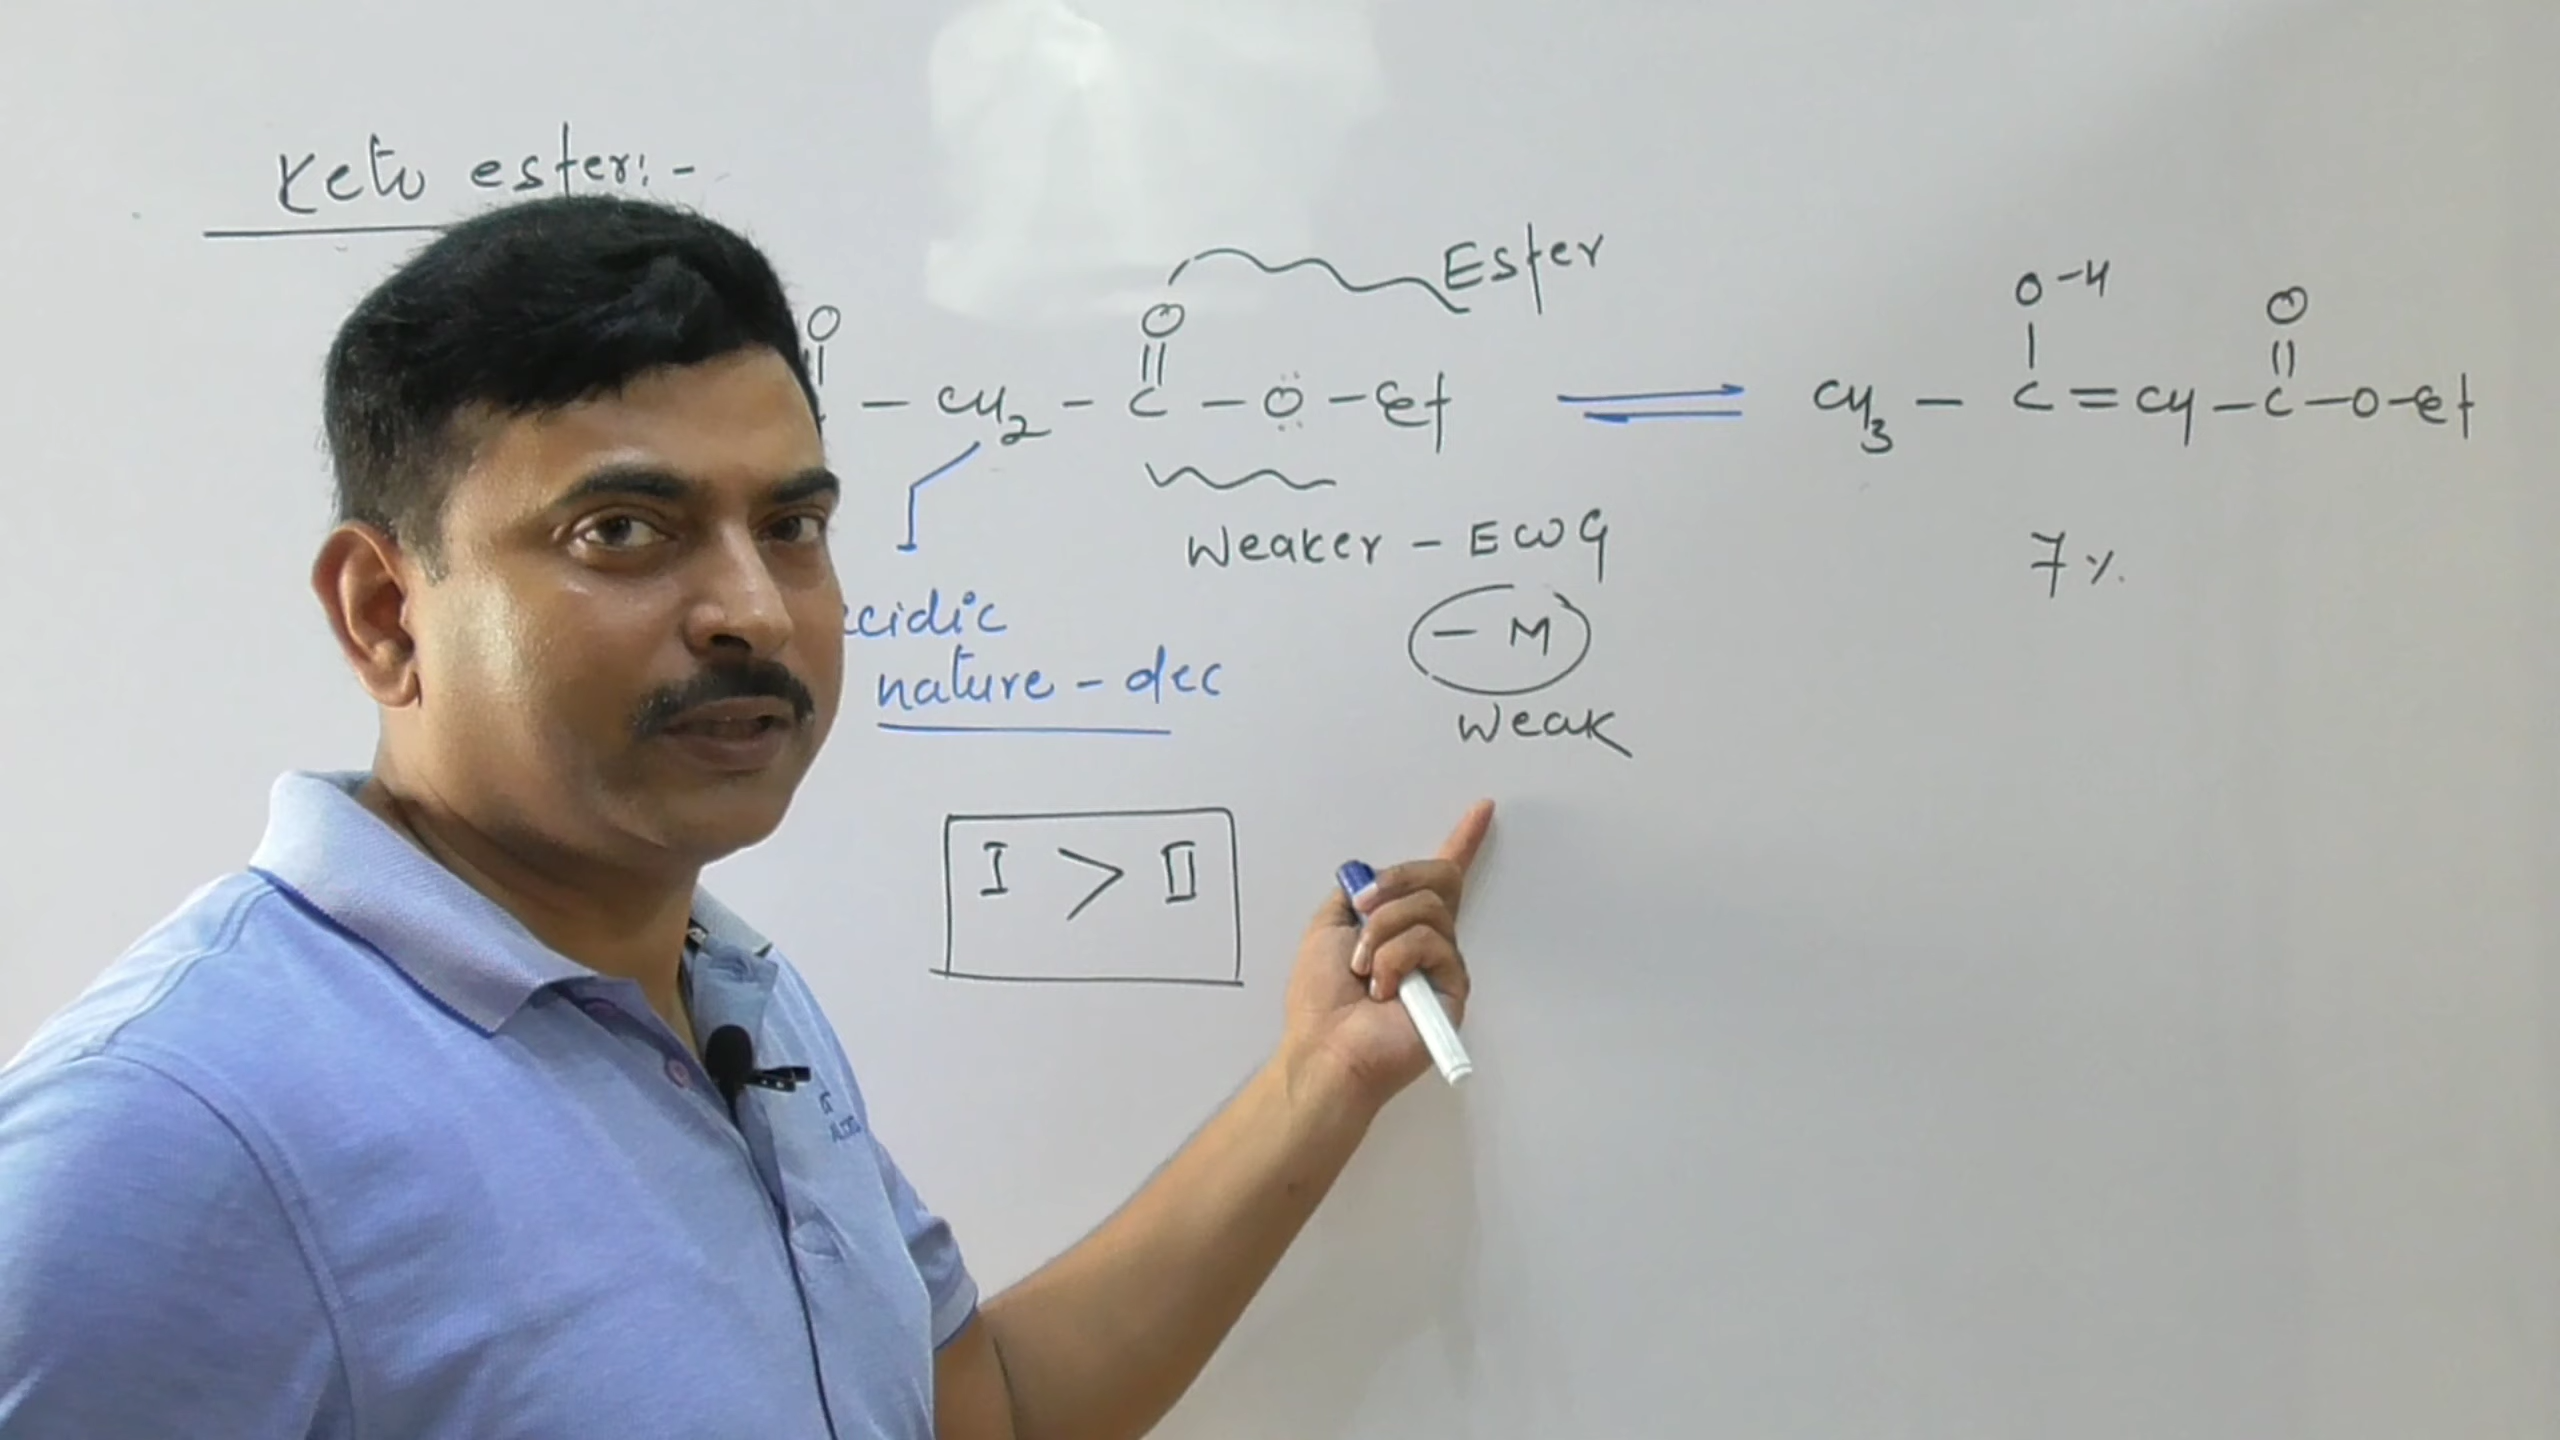 Keto ester:-
Ester
O O O-H O
|| || | ||
- CH2 - C - O - Et ⇌ CH3 - C = CH - C - O - Et
Weaker - EWG
7%
- M
acidic
nature - dec
weak
I > II